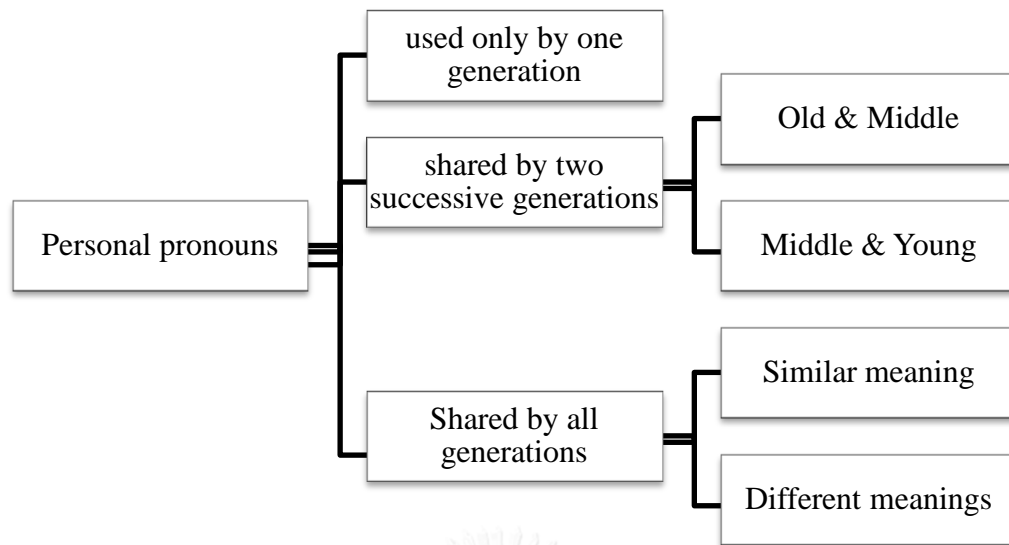 used only by one
generation
Old & Middle
shared by two
successive generations
Personal pronouns
Middle & Young
Similar meaning
Shared by all
generations
Different meanings